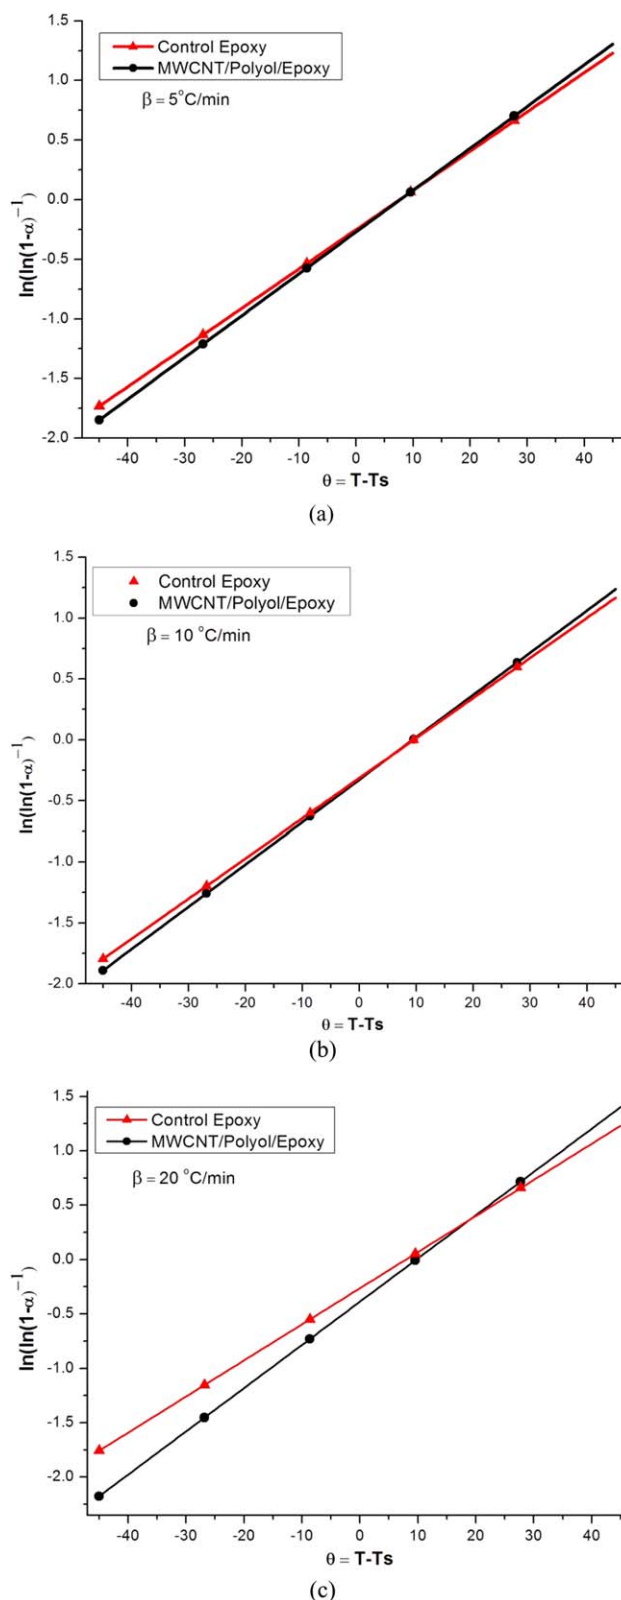 1.5
Control Epoxy
MWCNT/Polyol/Epoxy
1.0
β = 5°C/min
0.5
0.0
ln(ln(1-α)⁻¹)
-0.5
-1.0
-1.5
-2.0
-40 -30 -20 -10 0 10 20 30 40
θ = T-Ts
(a)
1.5
Control Epoxy
MWCNT/Polyol/Epoxy
1.0
β = 10 °C/min
0.5
0.0
ln(ln(1-α)⁻¹)
-0.5
-1.0
-1.5
-2.0
-40 -30 -20 -10 0 10 20 30 40
θ = T-Ts
(b)
1.5
Control Epoxy
MWCNT/Polyol/Epoxy
1.0
β = 20 °C/min
0.5
0.0
ln(ln(1-α)⁻¹)
-0.5
-1.0
-1.5
-2.0
-40 -30 -20 -10 0 10 20 30 40
θ = T-Ts
(c)